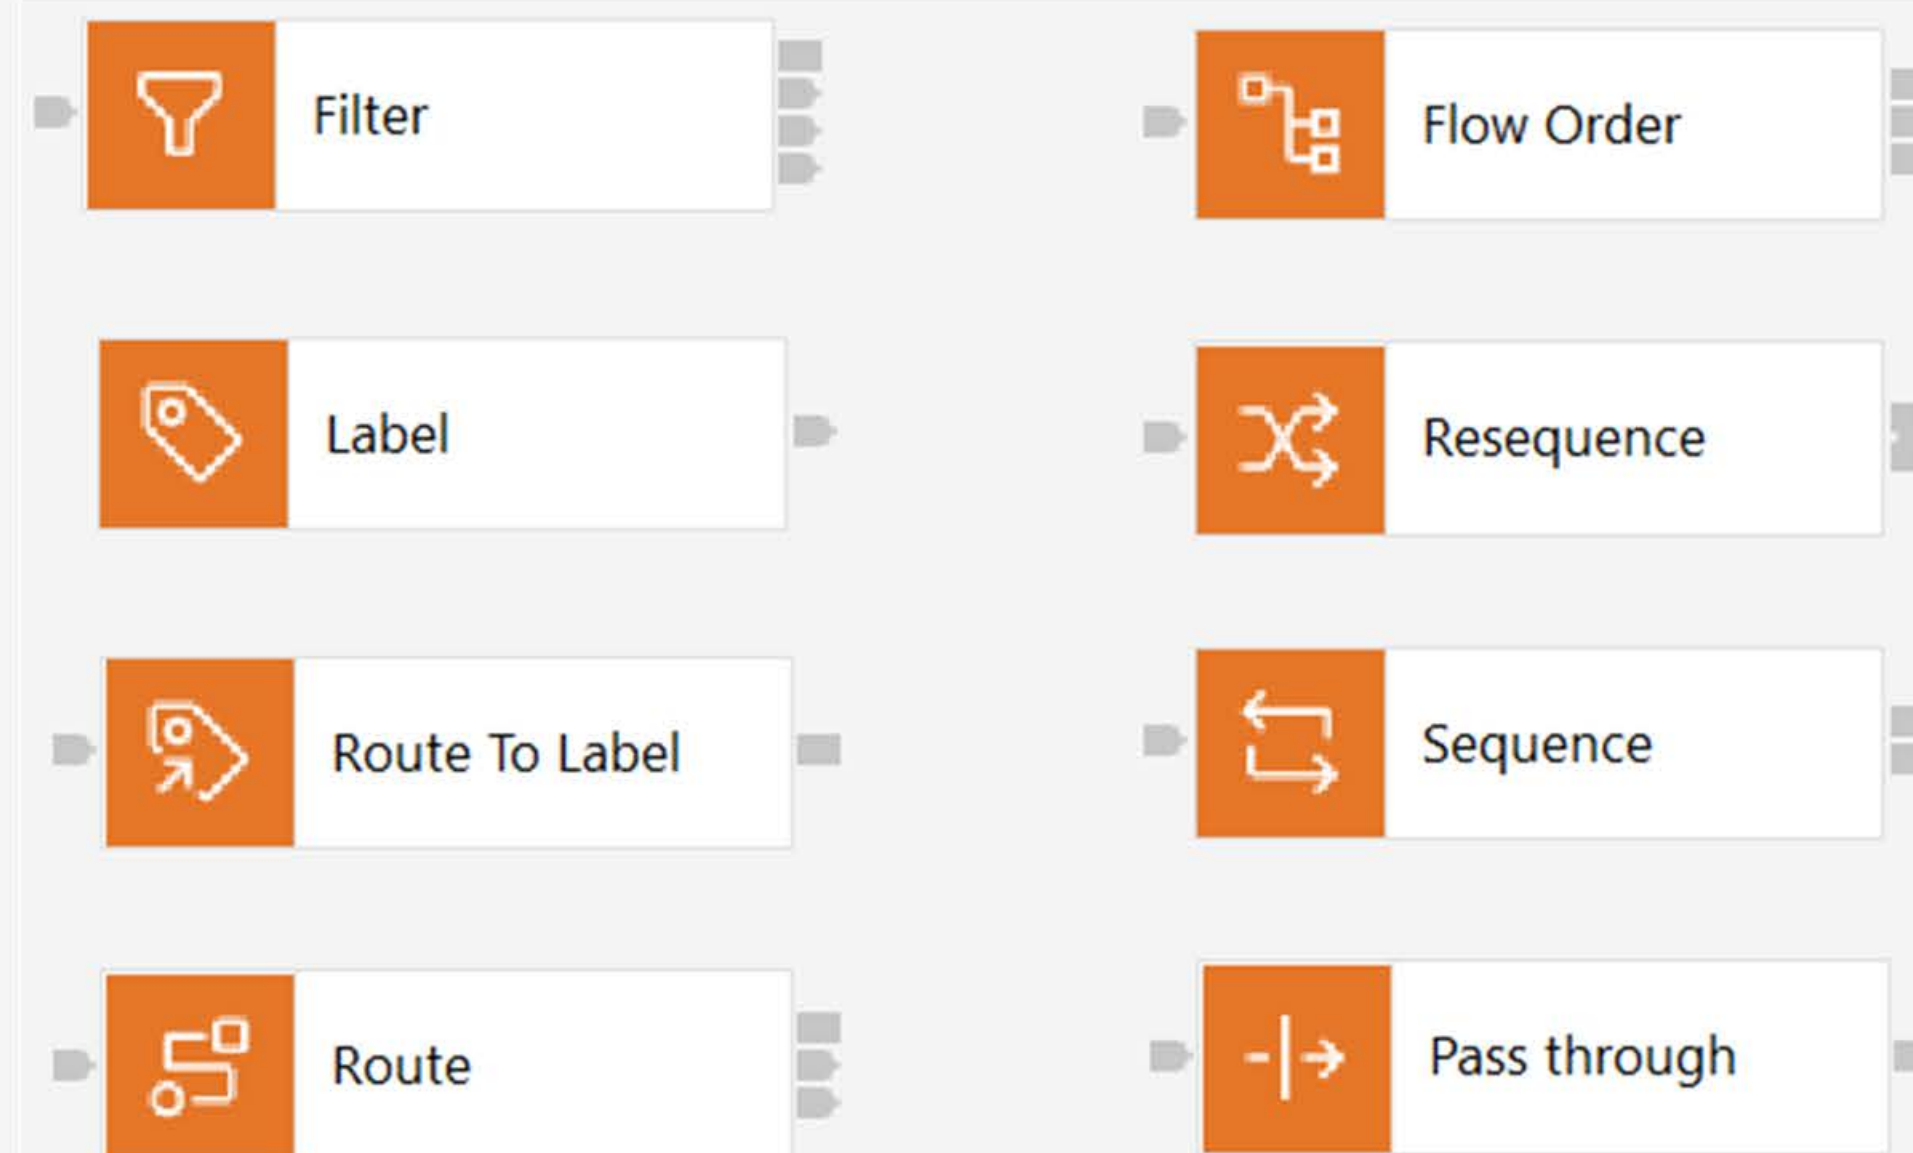 Filter
Flow Order
Label
Resequence
Route To Label
Sequence
Route
Pass through